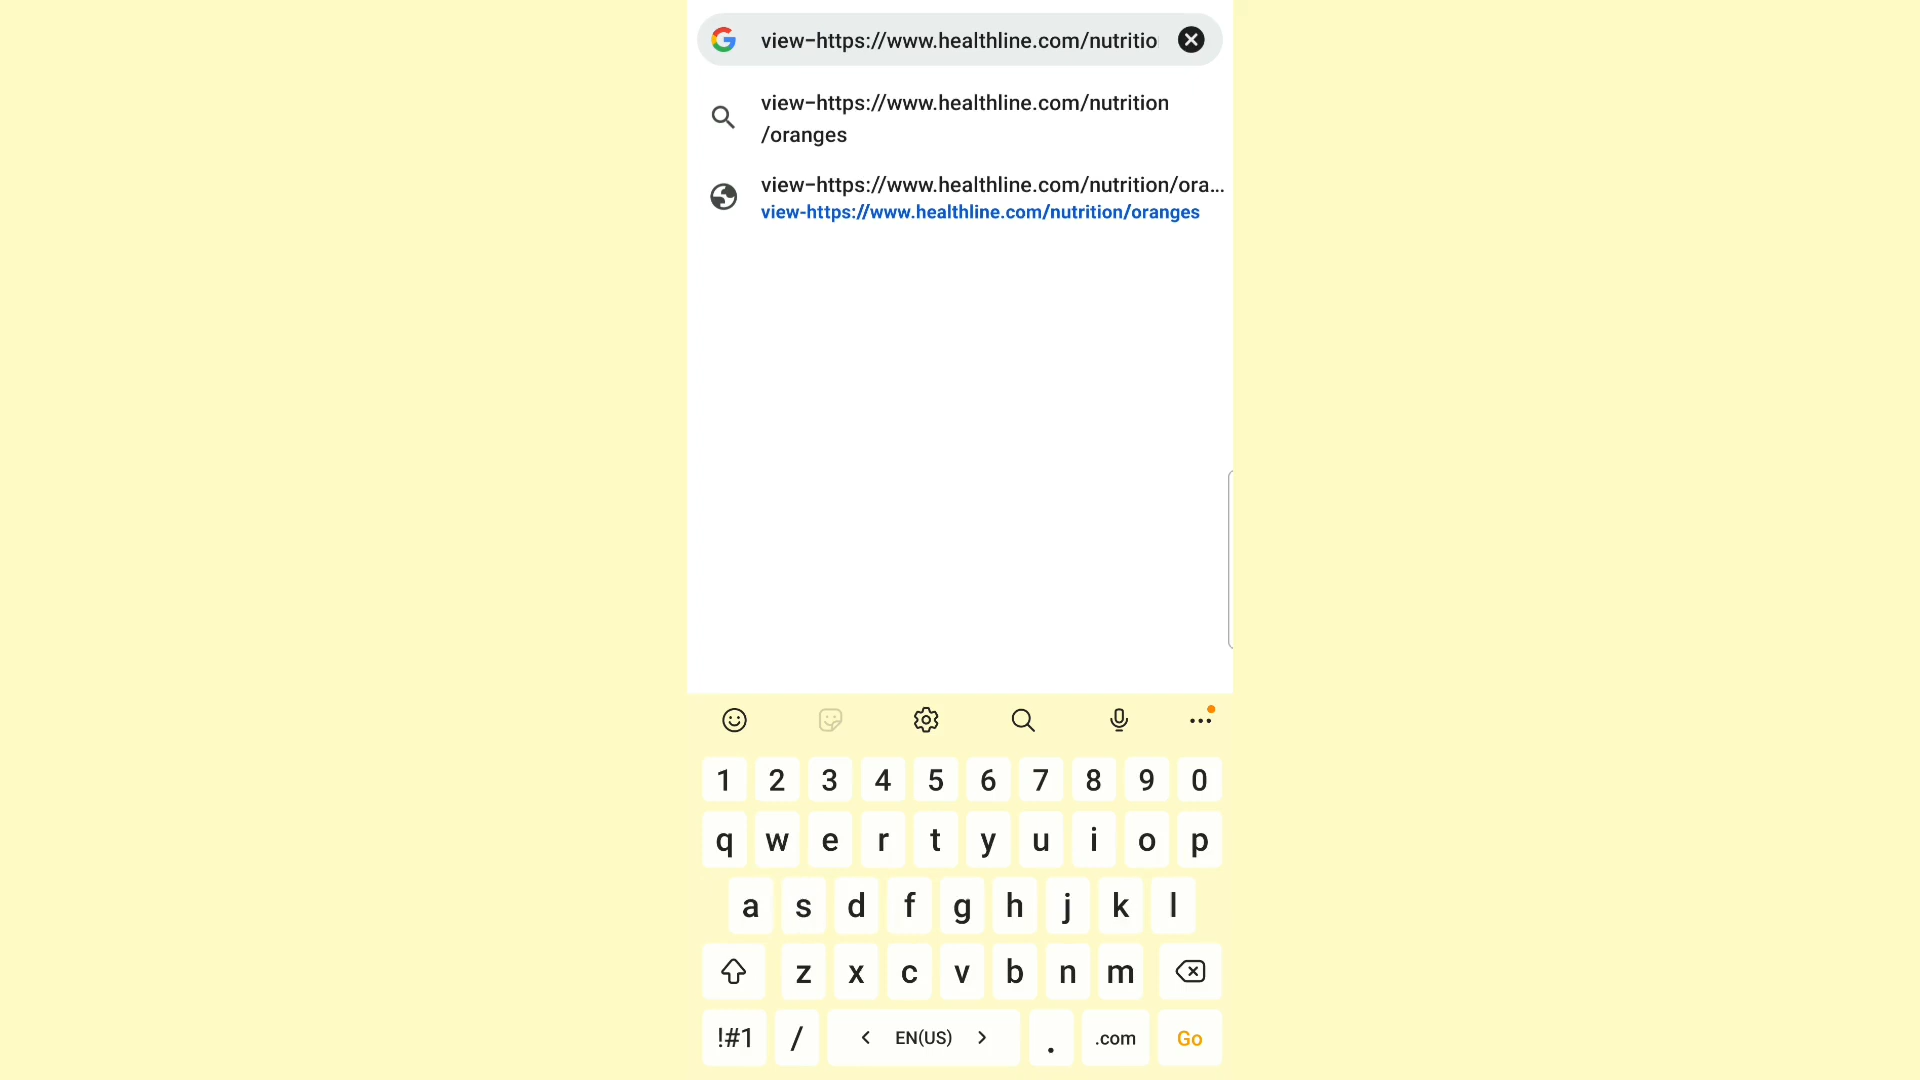 view-https://www.healthline.com/nutritio
view-https://www.healthline.com/nutrition
/oranges
view-https://www.healthline.com/nutrition/ora...
view-https://www.healthline.com/nutrition/oranges
1 2 3 4 5 6 7 8 9 0
q w e r t y u i o p
a s d f g h j k l
z x c v b n m
!#1 / < EN(US) > . .com Go